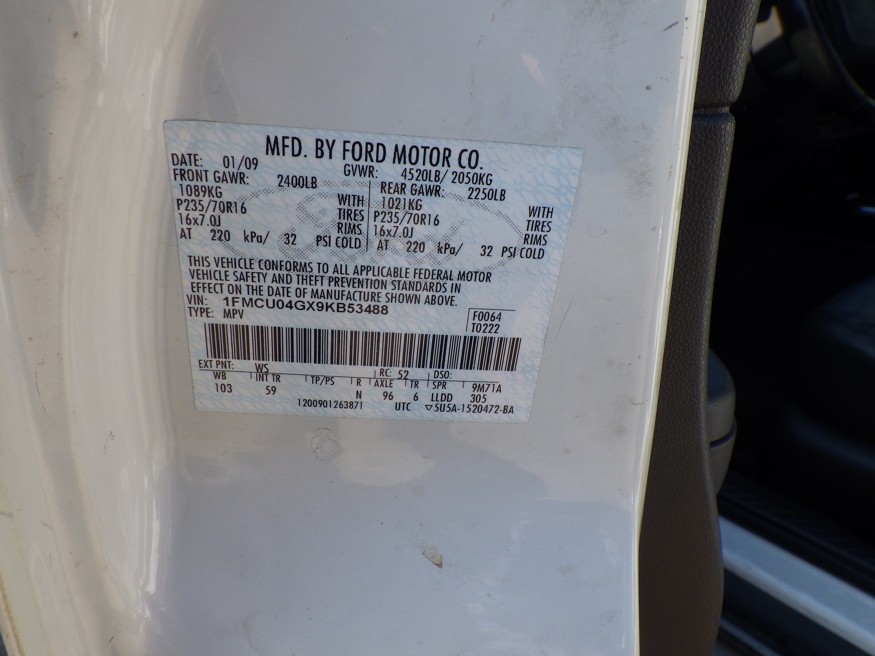 MFD. BY FORD MOTOR CO.
DATE: 01/09 GVWR: 4520LB/ 2050KG
FRONT GAWR: 2400LB REAR GAWR: 2250LB
1089KG WITH 1021KG WITH
P235/70R16 TIRES P235/70R16 TIRES
16x7.0J RIMS 16x7.0J RIMS
AT 220 kPa/ 32 PSI COLD AT 220 kPa/ 32 PSI COLD
THIS VEHICLE CONFORMS TO ALL APPLICABLE FEDERAL MOTOR
VEHICLE SAFETY AND THEFT PREVENTION STANDARDS IN
EFFECT ON THE DATE OF MANUFACTURE SHOWN ABOVE.
VIN: 1FMCU04GX9KB53488
TYPE: MPV F0064
T0222
EXT PNT: WS RC: 52 DSO:
WB INT TR TP/PS R AXLE TR SPR 9M71A
103 59 N 96 6 LLDD 305
1200901263871 UTC ▽5U5A-1520472-BA